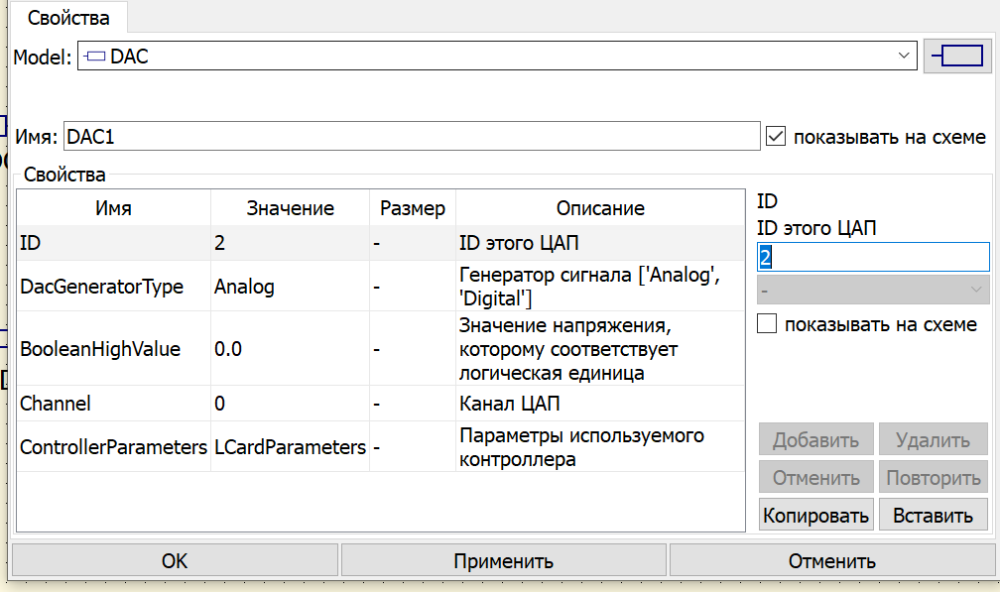 Свойства
Model: DAC
Имя: DAC1 показывать на схеме
Свойства
Имя Значение Размер Описание
ID 2 - ID этого ЦАП
DacGeneratorType Analog - Генератор сигнала ['Analog',
'Digital']
BooleanHighValue 0.0 - Значение напряжения,
которому соответствует
логическая единица
Channel 0 - Канал ЦАП
ControllerParameters LCardParameters - Параметры используемого
контроллера
ID
ID этого ЦАП
2
-
показывать на схеме
Добавить Удалить
Отменить Повторить
Копировать Вставить
OK Применить Отменить